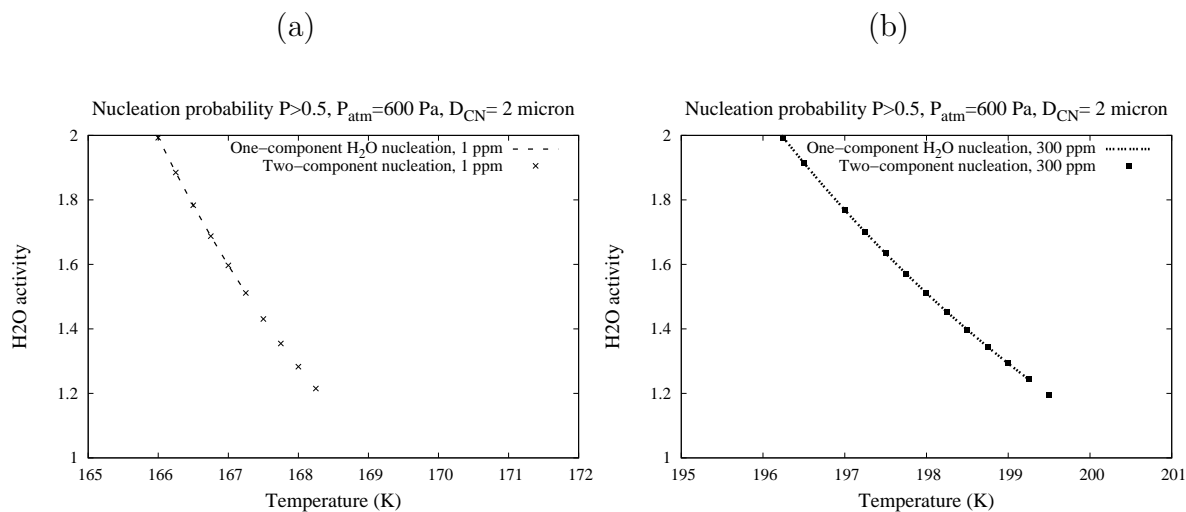 (a)
Nucleation probability P>0.5, P_atm=600 Pa, D_CN= 2 micron
2
1.8
1.6
1.4
1.2
1
H2O activity
One−component H₂O nucleation, 1 ppm
Two−component nucleation, 1 ppm
165 166 167 168 169 170 171 172
Temperature (K)
(b)
Nucleation probability P>0.5, P_atm=600 Pa, D_CN= 2 micron
2
1.8
1.6
1.4
1.2
1
H2O activity
One−component H₂O nucleation, 300 ppm
Two−component nucleation, 300 ppm
195 196 197 198 199 200 201
Temperature (K)